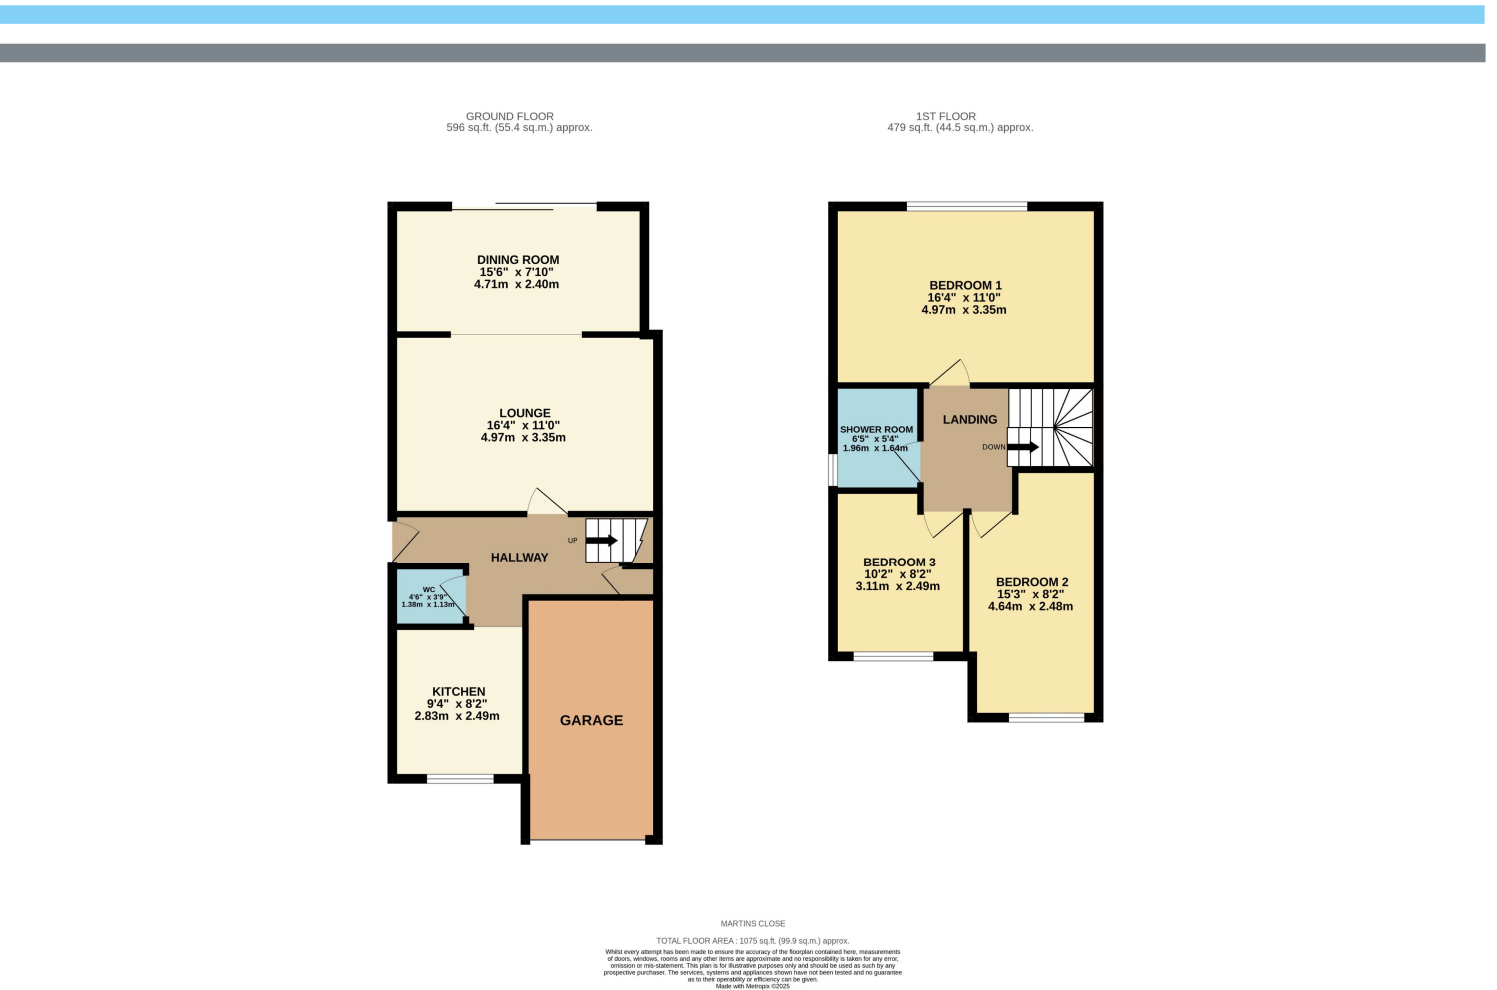 GROUND FLOOR
596 sq.ft. (55.4 sq.m.) approx.
1ST FLOOR
479 sq.ft. (44.5 sq.m.) approx.
DINING ROOM
15'6" x 7'10"
4.71m x 2.40m
LOUNGE
16'4" x 11'0"
4.97m x 3.35m
UP
HALLWAY
WC
4'6" x 3'9"
1.38m x 1.13m
KITCHEN
9'4" x 8'2"
2.83m x 2.49m
GARAGE
BEDROOM 1
16'4" x 11'0"
4.97m x 3.35m
LANDING
SHOWER ROOM
6'5" x 5'4"
1.96m x 1.64m
DOWN
BEDROOM 3
10'2" x 8'2"
3.11m x 2.49m
BEDROOM 2
15'3" x 8'2"
4.64m x 2.48m
MARTINS CLOSE
TOTAL FLOOR AREA : 1075 sq.ft. (99.9 sq.m.) approx.
Whilst every attempt has been made to ensure the accuracy of the floorplan contained here, measurements
of doors, windows, rooms and any other items are approximate and no responsibility is taken for any error,
omission or mis-statement. This plan is for illustrative purposes only and should be used as such by any
prospective purchaser. The services, systems and appliances shown have not been tested and no guarantee
as to their operability or efficiency can be given.
Made with Metropix ©2025